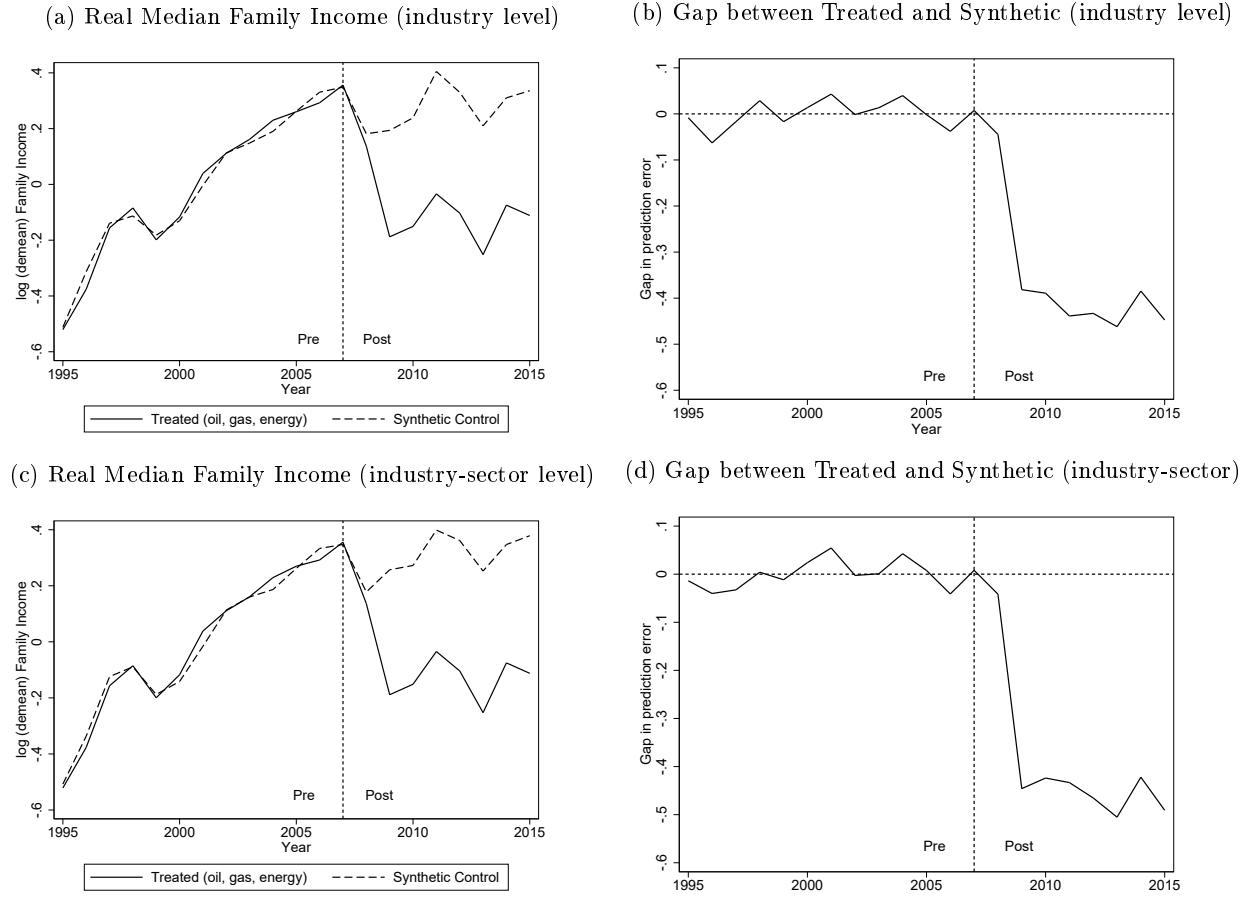 (a) Real Median Family Income (industry level)
log (demean) Family Income
.4
.2
0
-.2
-.4
-.6
Pre
Post
1995
2000
2005
2010
2015
Year
Treated (oil, gas, energy)
Synthetic Control
(b) Gap between Treated and Synthetic (industry level)
Gap in prediction error
.1
0
-.1
-.2
-.3
-.4
-.5
-.6
Pre
Post
1995
2000
2005
2010
2015
Year
(c) Real Median Family Income (industry-sector level)
log (demean) Family Income
.4
.2
0
-.2
-.4
-.6
Pre
Post
1995
2000
2005
2010
2015
Year
Treated (oil, gas, energy)
Synthetic Control
(d) Gap between Treated and Synthetic (industry-sector)
Gap in prediction error
.1
0
-.1
-.2
-.3
-.4
-.5
-.6
Pre
Post
1995
2000
2005
2010
2015